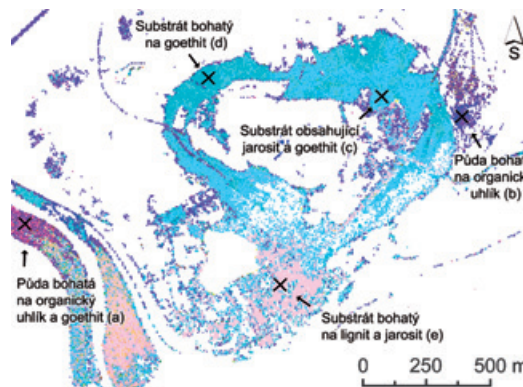 Substrát bohatý
na goethit (d)
S
Substrát obsahující
jarosit a goethit (c)
Půda bohatá
na organický
uhlík (b)
Půda bohatá
na organický
uhlík a goethit (a)
Substrát bohatý
na lignit a jarosit (e)
0 250 500 m